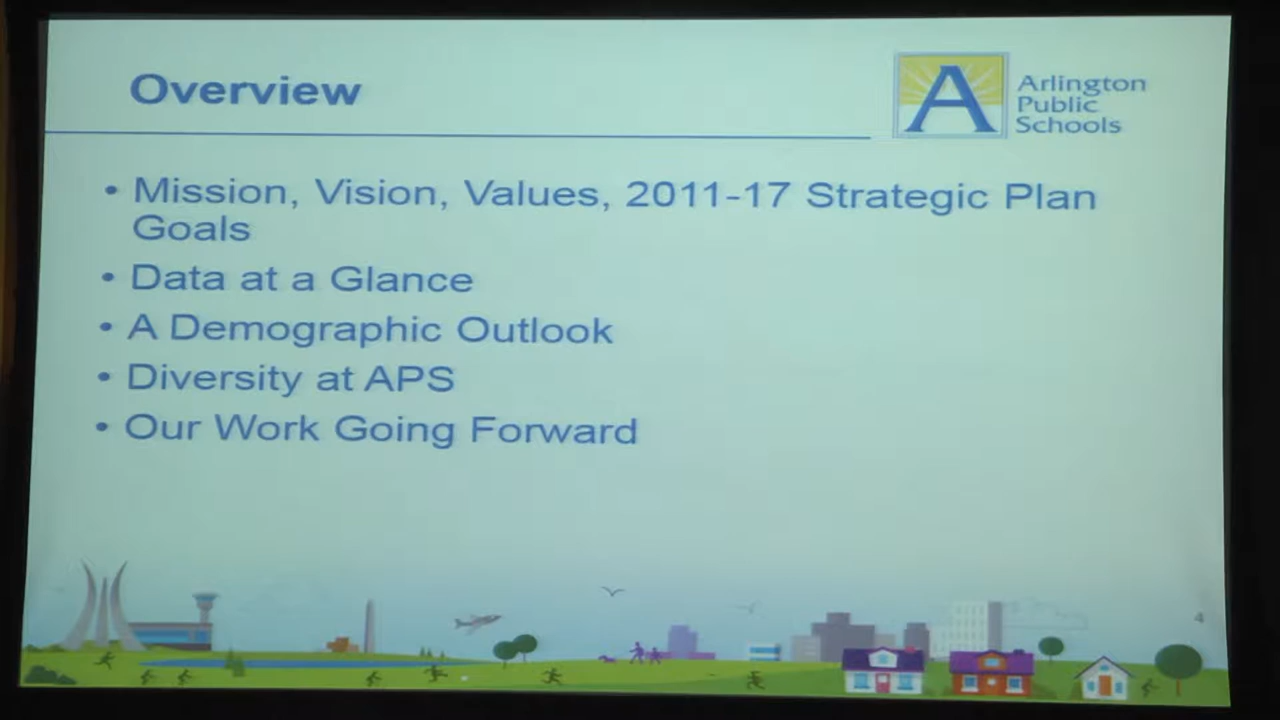 Overview
A Arlington
Public
Schools
• Mission, Vision, Values, 2011-17 Strategic Plan
Goals
• Data at a Glance
• A Demographic Outlook
• Diversity at APS
• Our Work Going Forward
4